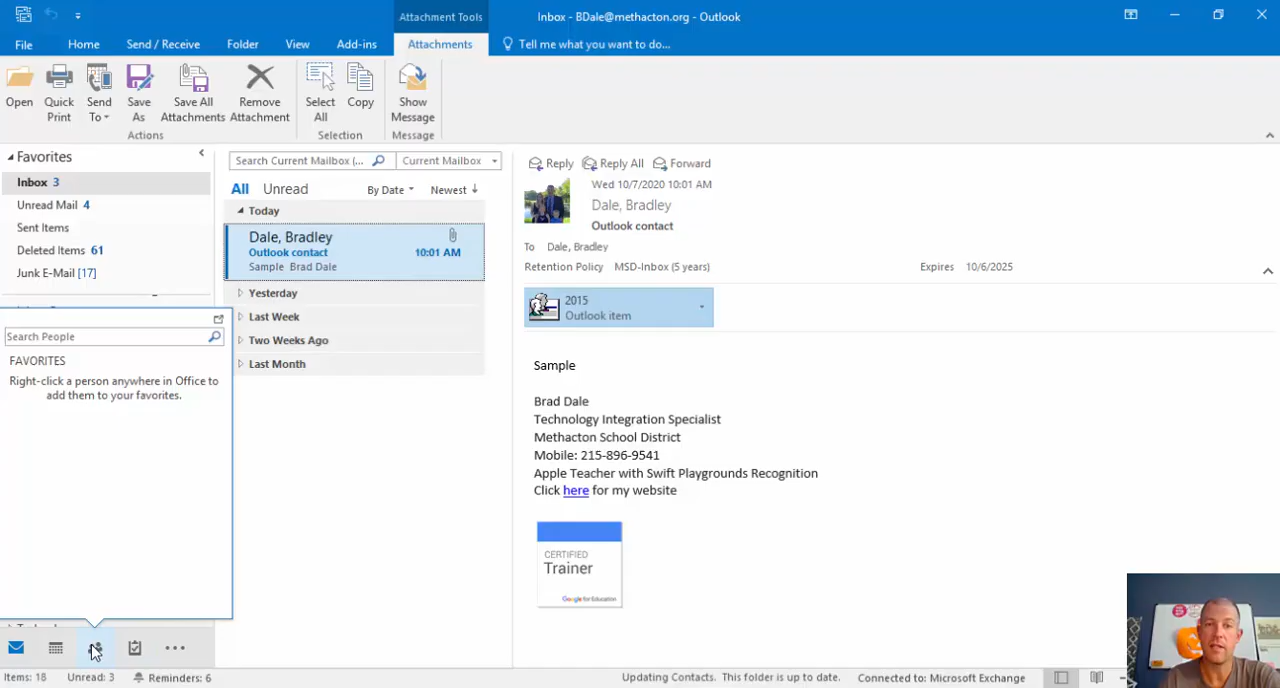 Attachment Tools
Inbox - BDale@methacton.org - Outlook
File
Home
Send / Receive
Folder
View
Add-ins
Attachments
Tell me what you want to do...
Open
Quick
Print
Send
To
Save
As
Save All
Attachments
Remove
Attachment
Select
All
Copy
Show
Message
Actions
Selection
Message
Favorites
Inbox 3
Unread Mail 4
Sent Items
Deleted Items 61
Junk E-Mail [17]
Search People
FAVORITES
Right-click a person anywhere in Office to
add them to your favorites.
Search Current Mailbox (...
Current Mailbox
All Unread
By Date
Newest
Today
Dale, Bradley
Outlook contact 10:01 AM
Sample Brad Dale
Yesterday
Last Week
Two Weeks Ago
Last Month
Reply
Reply All
Forward
Wed 10/7/2020 10:01 AM
Dale, Bradley
Outlook contact
To Dale, Bradley
Retention Policy MSD-Inbox (5 years)
Expires 10/6/2025
2015
Outlook item
Sample
Brad Dale
Technology Integration Specialist
Methacton School District
Mobile: 215-896-9541
Apple Teacher with Swift Playgrounds Recognition
Click here for my website
CERTIFIED
Trainer
Google for Education
Items: 18
Unread: 3
Reminders: 6
Updating Contacts. This folder is up to date.
Connected to: Microsoft Exchange